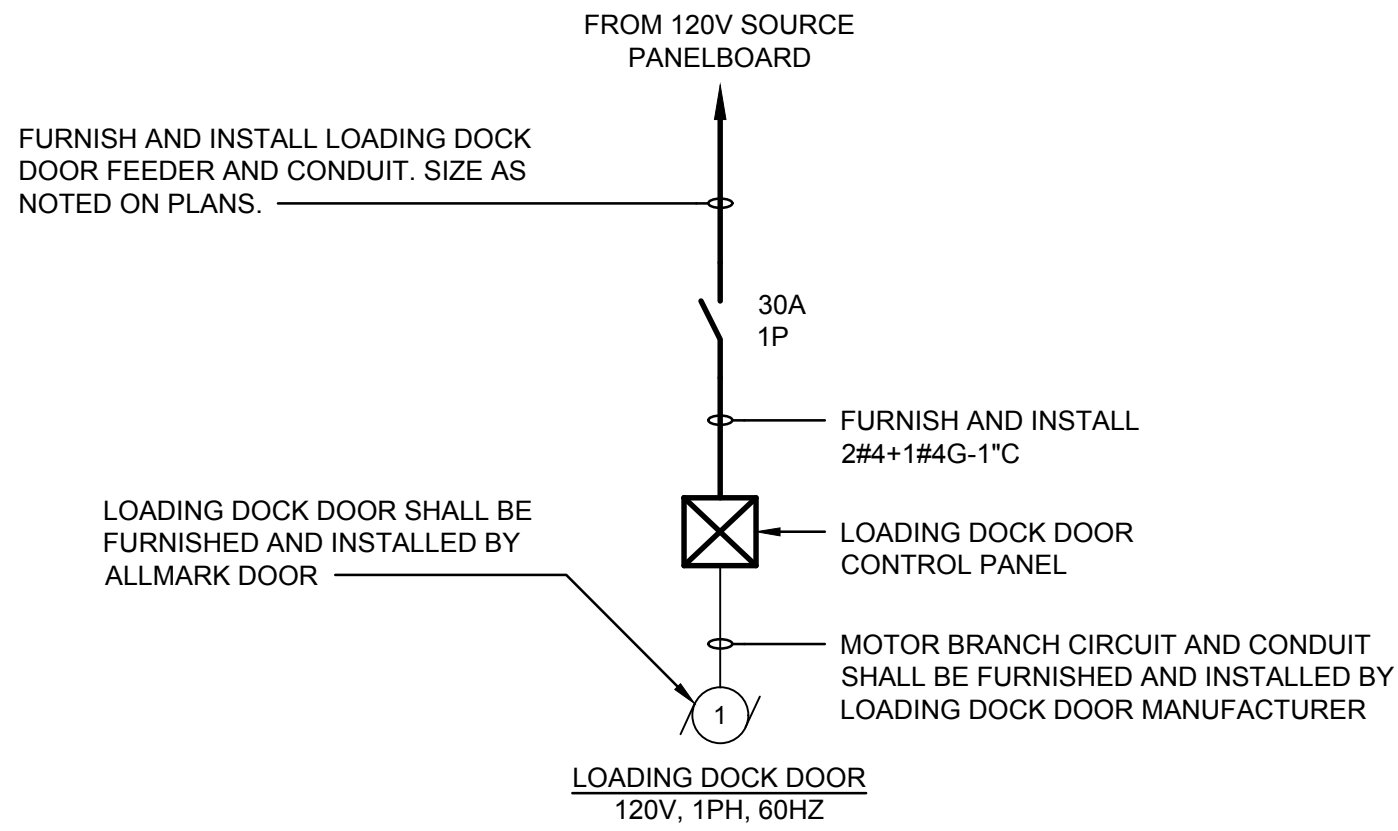 FROM 120V SOURCE
PANELBOARD
FURNISH AND INSTALL LOADING DOCK
DOOR FEEDER AND CONDUIT. SIZE AS
NOTED ON PLANS.
30A
1P
FURNISH AND INSTALL
2#4+1#4G-1"C
LOADING DOCK DOOR SHALL BE
FURNISHED AND INSTALLED BY
ALLMARK DOOR
LOADING DOCK DOOR
CONTROL PANEL
MOTOR BRANCH CIRCUIT AND CONDUIT
SHALL BE FURNISHED AND INSTALLED BY
LOADING DOCK DOOR MANUFACTURER
1
LOADING DOCK DOOR
120V, 1PH, 60HZ